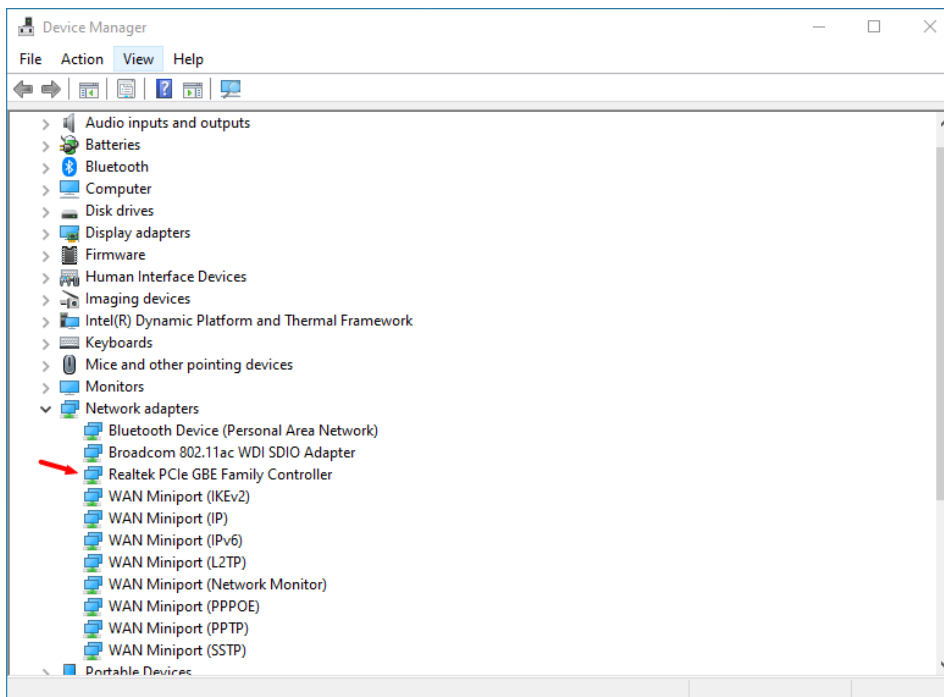 Device Manager
File Action View Help
Audio inputs and outputs
Batteries
Bluetooth
Computer
Disk drives
Display adapters
Firmware
Human Interface Devices
Imaging devices
Intel(R) Dynamic Platform and Thermal Framework
Keyboards
Mice and other pointing devices
Monitors
Network adapters
Bluetooth Device (Personal Area Network)
Broadcom 802.11ac WDI SDIO Adapter
Realtek PCIe GBE Family Controller
WAN Miniport (IKEv2)
WAN Miniport (IP)
WAN Miniport (IPv6)
WAN Miniport (L2TP)
WAN Miniport (Network Monitor)
WAN Miniport (PPPOE)
WAN Miniport (PPTP)
WAN Miniport (SSTP)
Portable Devices